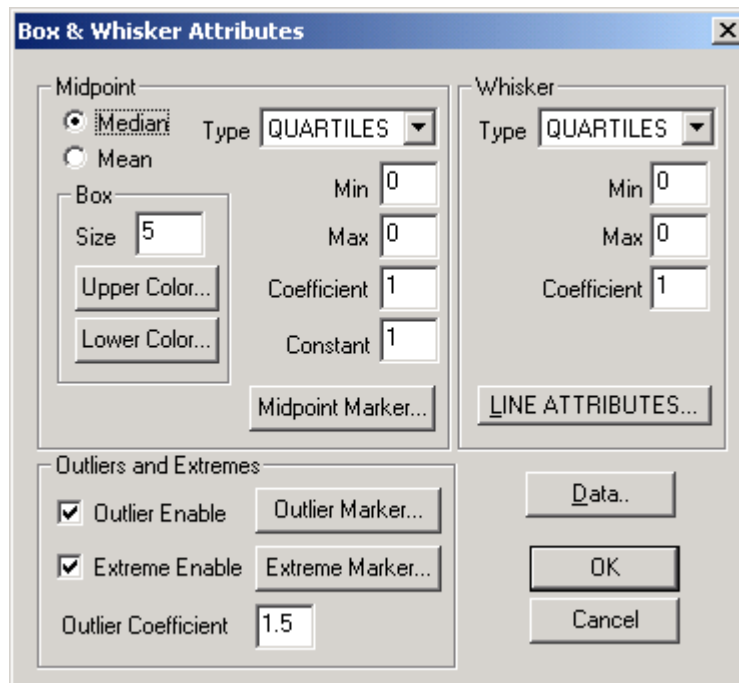 Box & Whisker Attributes
Midpoint
Median
Mean
Type QUARTILES
Box
Size 5
Upper Color...
Lower Color...
Min 0
Max 0
Coefficient 1
Constant 1
Midpoint Marker...
Whisker
Type QUARTILES
Min 0
Max 0
Coefficient 1
LINE ATTRIBUTES...
Outliers and Extremes
Outlier Enable
Outlier Marker...
Extreme Enable
Extreme Marker...
Outlier Coefficient 1.5
Data..
OK
Cancel